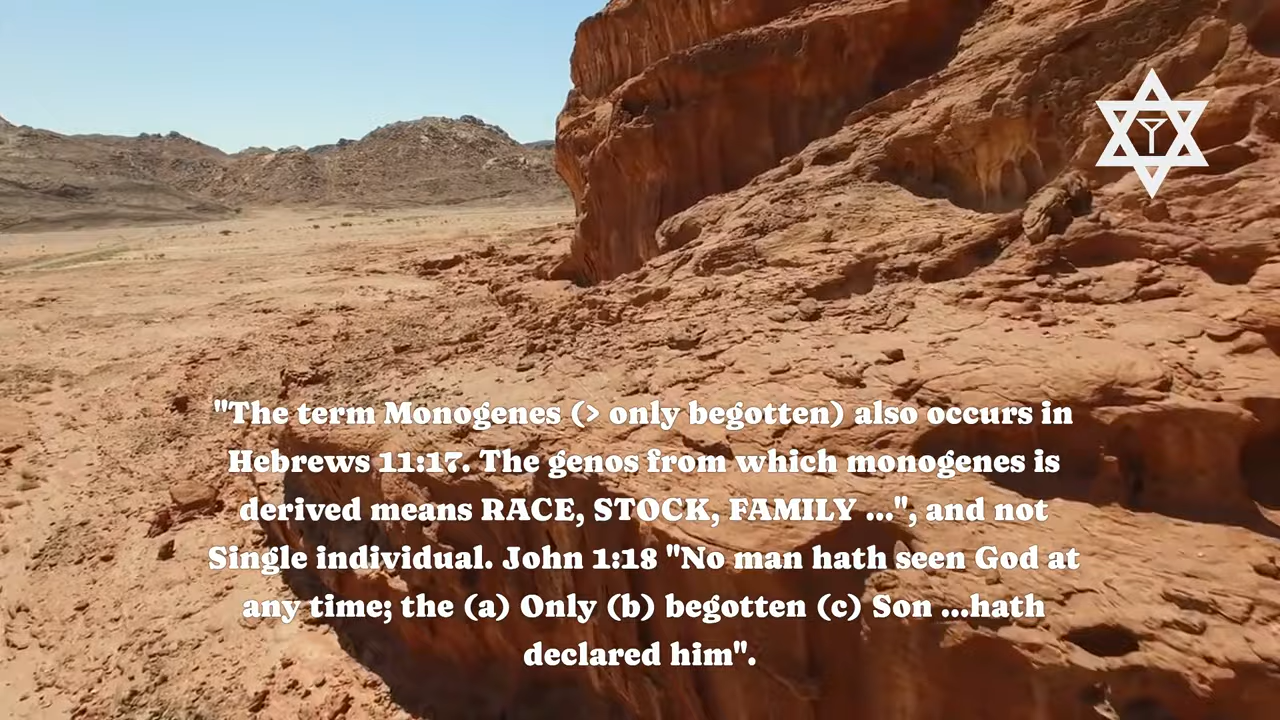 "The term Monogenes (> only begotten) also occurs in
Hebrews 11:17. The genos from which monogenes is
derived means RACE, STOCK, FAMILY ...", and not
Single individual. John 1:18 "No man hath seen God at
any time; the (a) Only (b) begotten (c) Son ...hath
declared him".